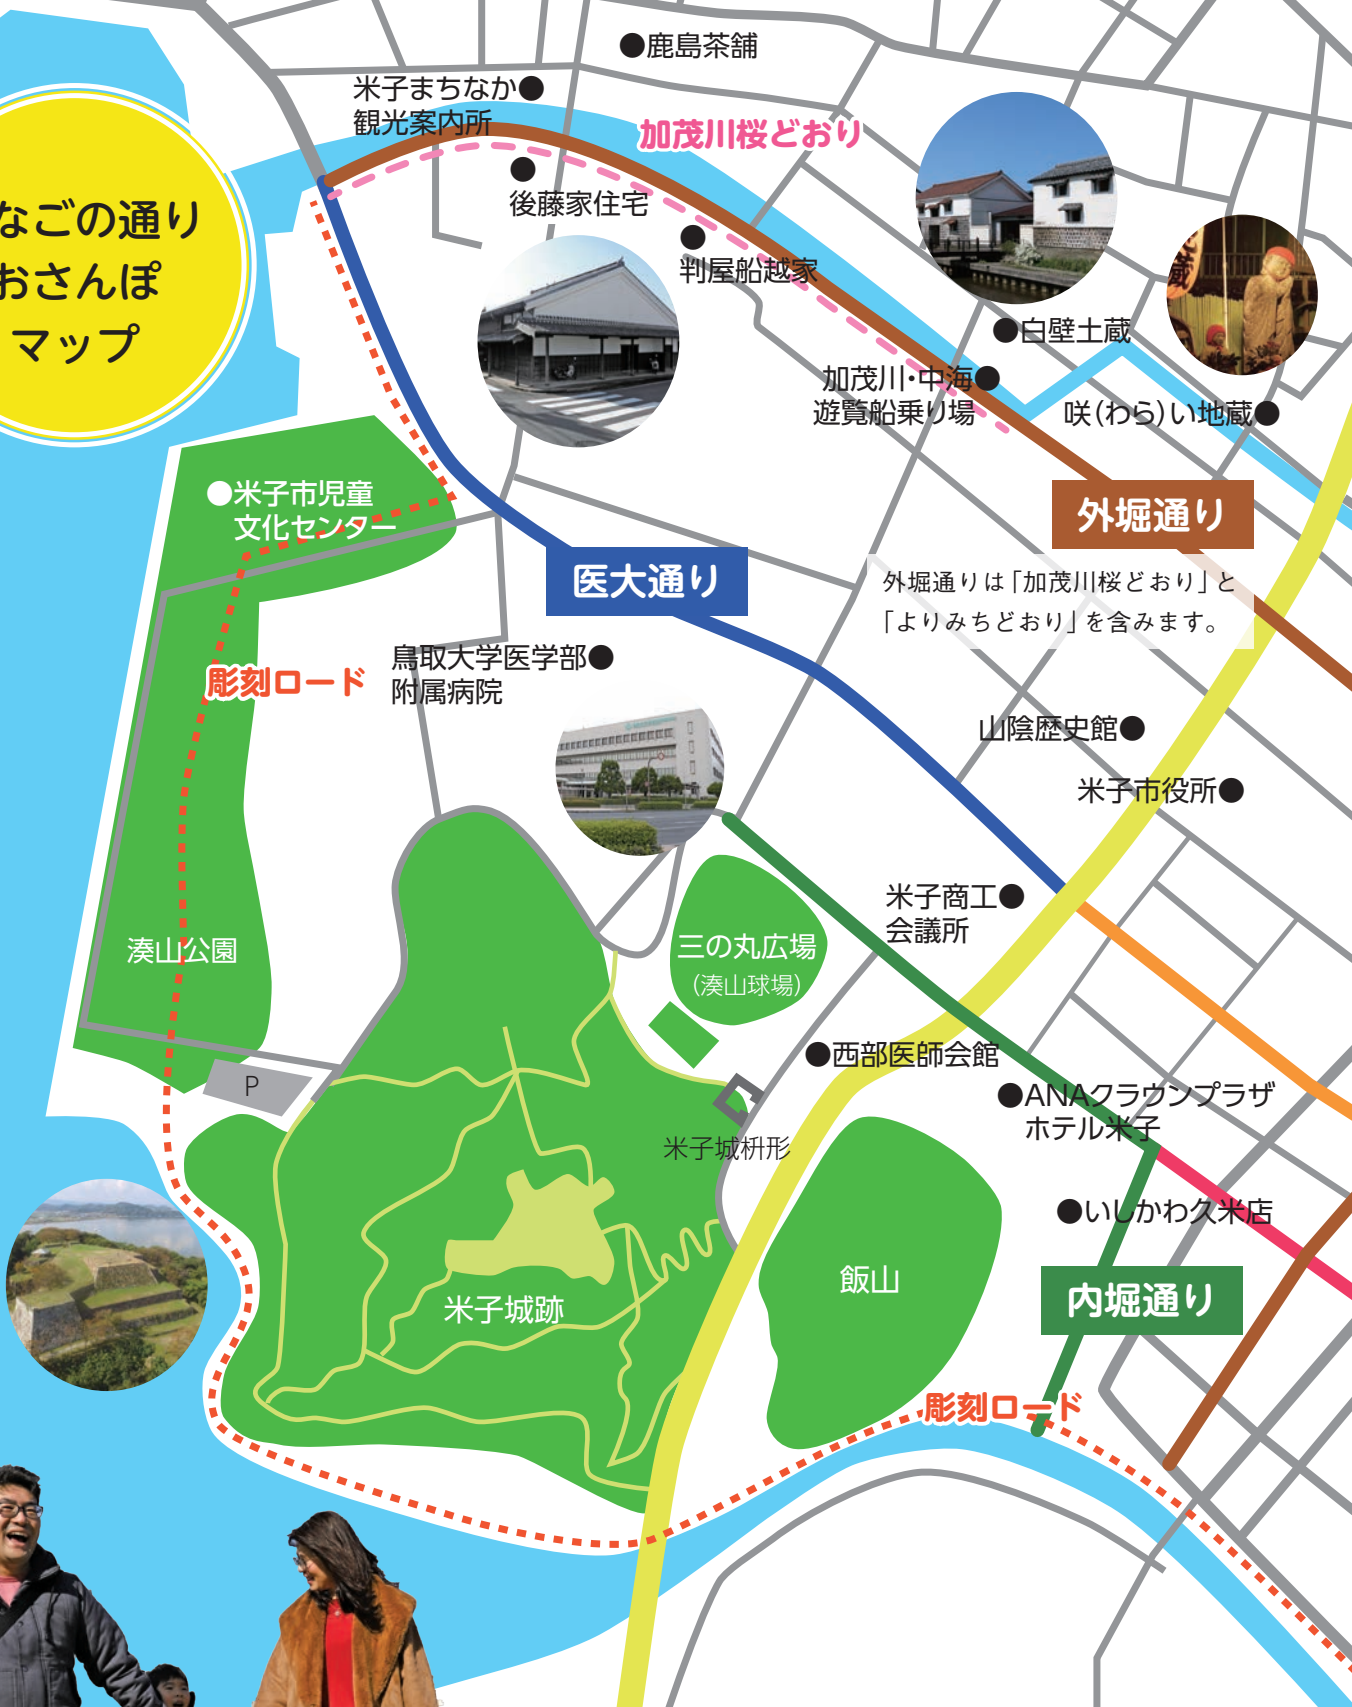 なごの通り
おさんぽ
マップ
●鹿島茶舗
米子まちなか●
観光案内所
加茂川桜どおり
後藤家住宅
判屋船越家
●白壁土蔵
加茂川・中海●
遊覧船乗り場
咲(わら)い地蔵●
外堀通り
外堀通りは「加茂川桜どおり」と
「よりみちどおり」を含みます。
●米子市児童
文化センター
医大通り
彫刻ロード
鳥取大学医学部●
附属病院
山陰歴史館●
米子市役所●
米子商工●
会議所
湊山公園
三の丸広場
(湊山球場)
●西部医師会館
P
●ANAクラウンプラザ
ホテル米子
米子城枡形
●いしかわ久米店
飯山
米子城跡
内堀通り
彫刻ロード
蔵